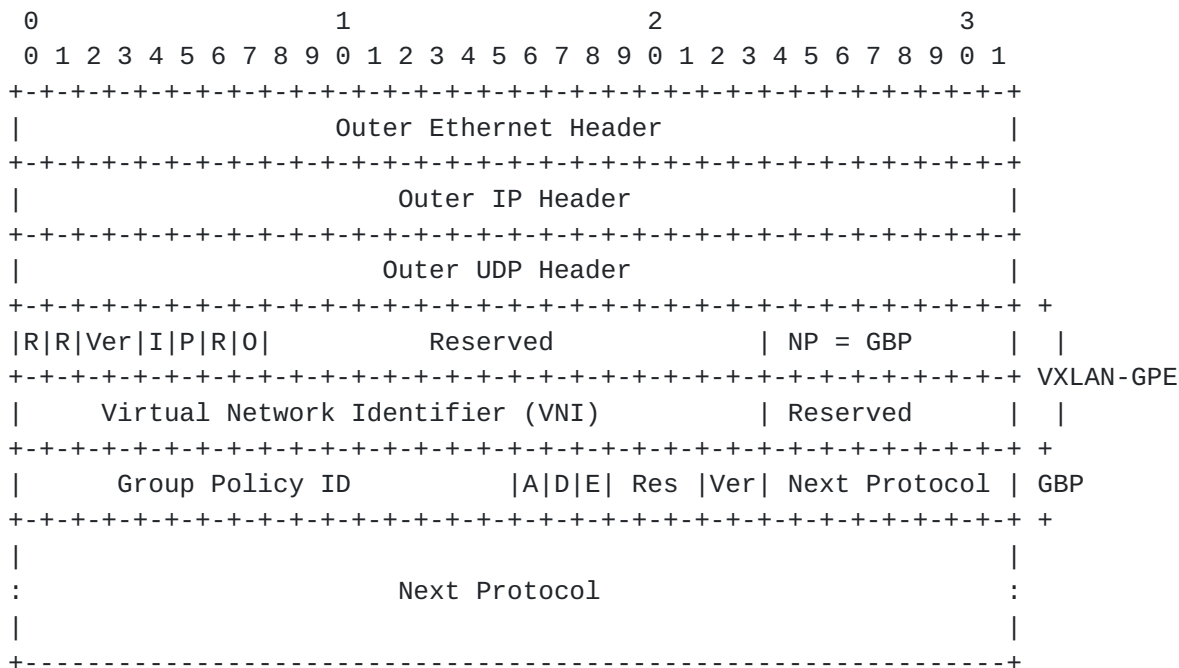 0                   1                   2                   3
 0 1 2 3 4 5 6 7 8 9 0 1 2 3 4 5 6 7 8 9 0 1 2 3 4 5 6 7 8 9 0 1
+-+-+-+-+-+-+-+-+-+-+-+-+-+-+-+-+-+-+-+-+-+-+-+-+-+-+-+-+-+-+-+-+
|                    Outer Ethernet Header                      |
+-+-+-+-+-+-+-+-+-+-+-+-+-+-+-+-+-+-+-+-+-+-+-+-+-+-+-+-+-+-+-+-+
|                        Outer IP Header                        |
+-+-+-+-+-+-+-+-+-+-+-+-+-+-+-+-+-+-+-+-+-+-+-+-+-+-+-+-+-+-+-+-+
|                       Outer UDP Header                        |
+-+-+-+-+-+-+-+-+-+-+-+-+-+-+-+-+-+-+-+-+-+-+-+-+-+-+-+-+-+-+-+-+ +
|R|R|Ver|I|P|R|O|          Reserved             | NP = GBP      |  |
+-+-+-+-+-+-+-+-+-+-+-+-+-+-+-+-+-+-+-+-+-+-+-+-+-+-+-+-+-+-+-+-+ VXLAN-GPE
|     Virtual Network Identifier (VNI)          | Reserved      |  |
+-+-+-+-+-+-+-+-+-+-+-+-+-+-+-+-+-+-+-+-+-+-+-+-+-+-+-+-+-+-+-+-+ +
|      Group Policy ID          |A|D|E| Res |Ver| Next Protocol | GBP
+-+-+-+-+-+-+-+-+-+-+-+-+-+-+-+-+-+-+-+-+-+-+-+-+-+-+-+-+-+-+-+-+ +
|                                                               |
:                        Next Protocol                          :
|                                                               |
+---------------------------------------------------------------+